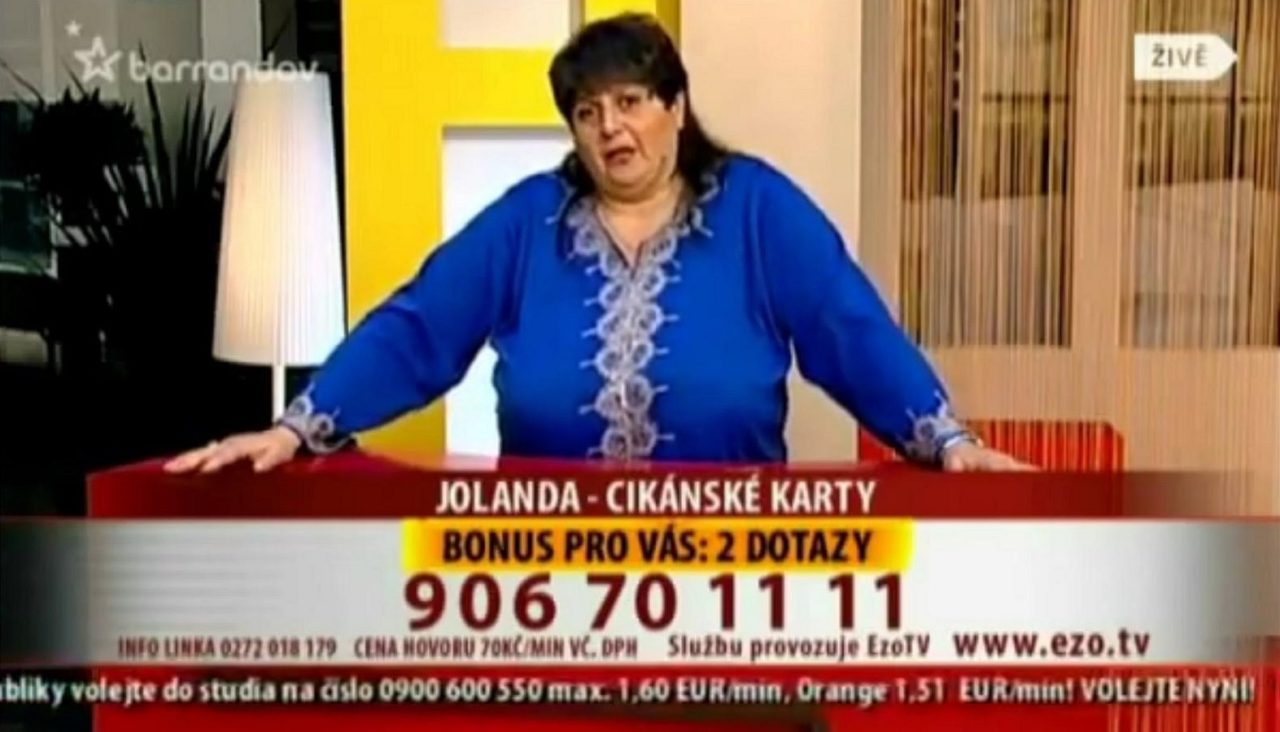 barrandov
ŽIVĚ
JOLANDA - CIKÁNSKÉ KARTY
BONUS PRO VÁS: 2 DOTAZY
906 70 11 11
INFO LINKA 0272 018 179 CENA HOVORU 70KČ/MIN VČ. DPH Službu provozuje EzoTV www.ezo.tv
ubliky volejte do studia na číslo 0900 600 550 max. 1,60 EUR/min, Orange 1,51 EUR/min! VOLEJTE NYNÍ!